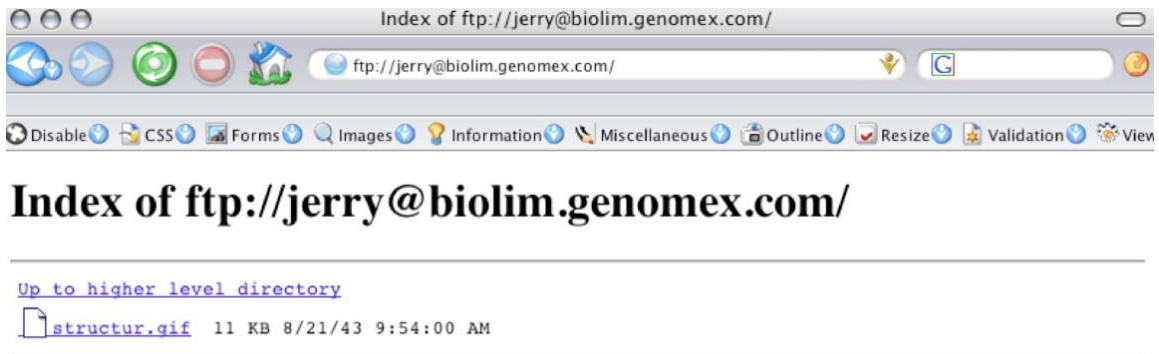 Index of ftp://jerry@biolim.genomex.com/
ftp://jerry@biolim.genomex.com/ G
Disable CSS Forms Images Information Miscellaneous Outline Resize Validation View
Index of ftp://jerry@biolim.genomex.com/
Up to higher level directory
structur.gif 11 KB 8/21/43 9:54:00 AM